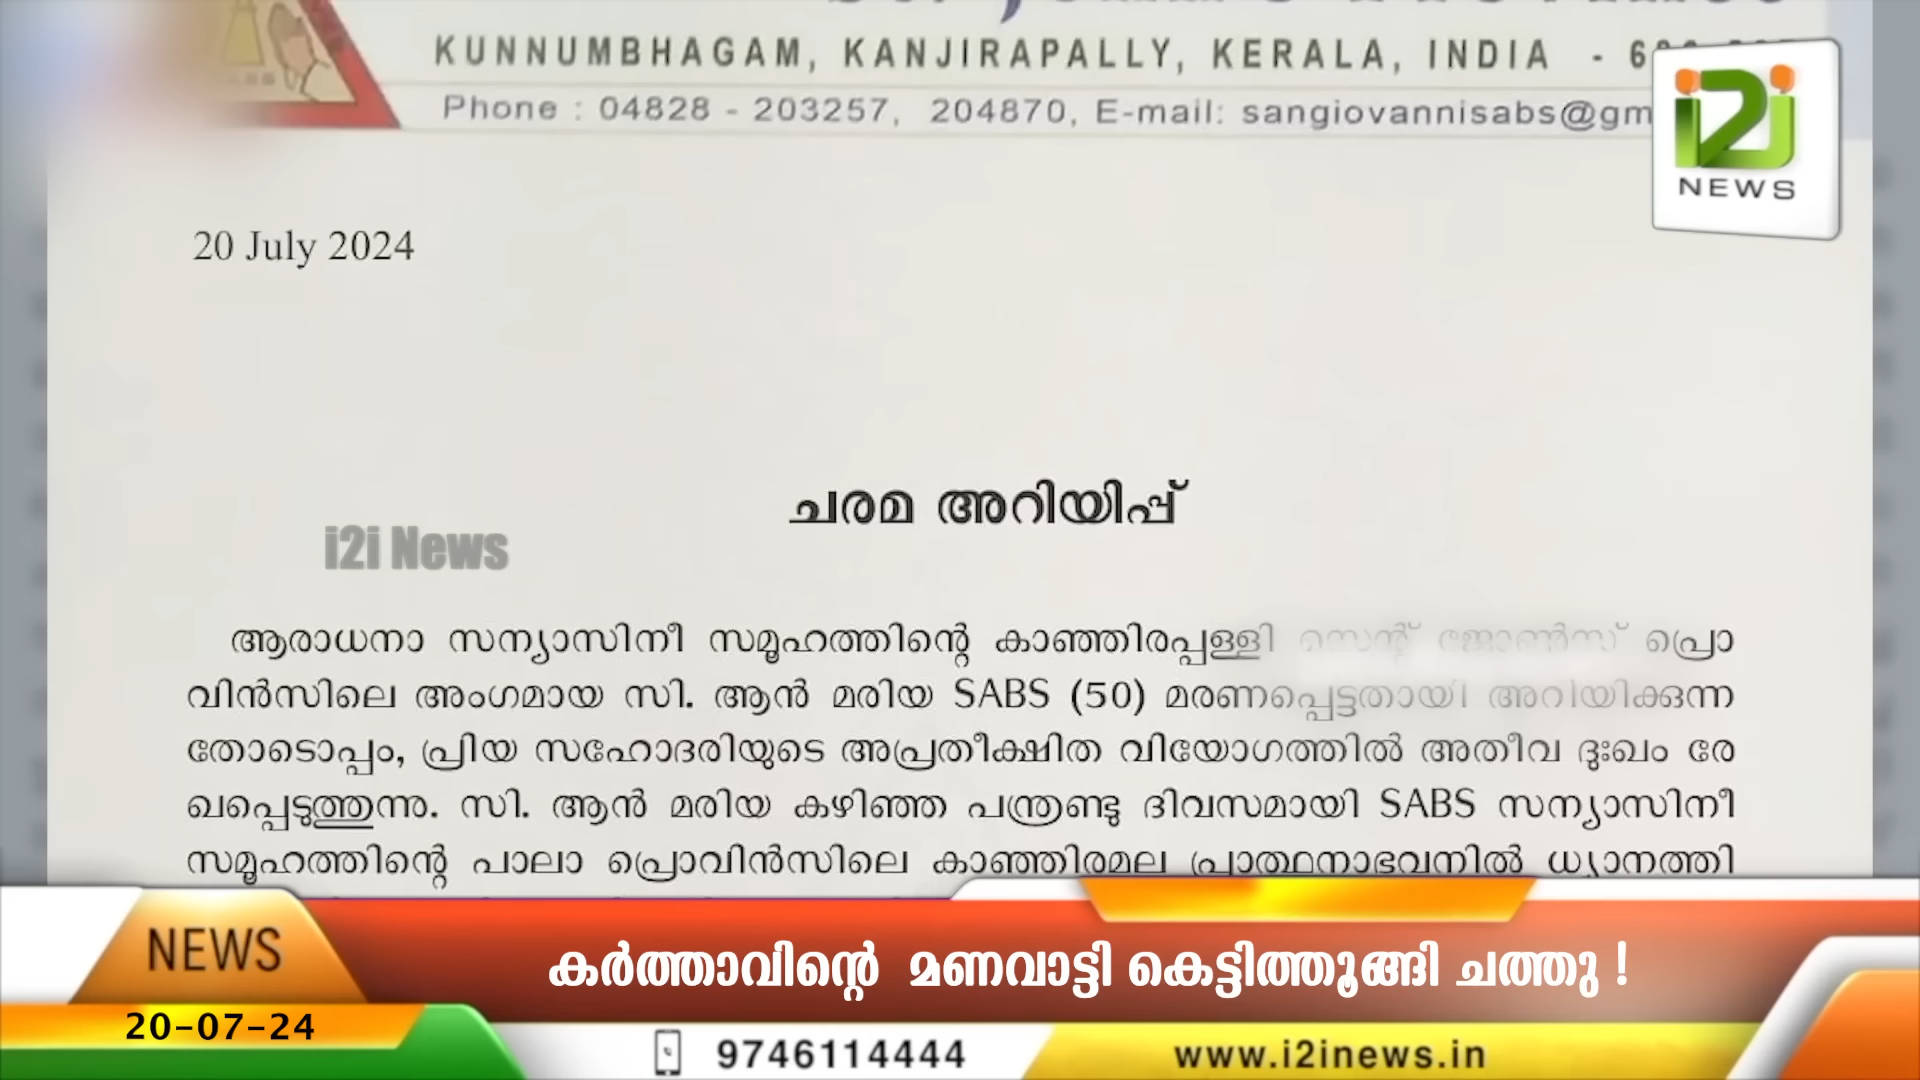 KUNNUMBHAGAM, KANJIRAPALLY, KERALA, INDIA -
Phone : 04828 - 203257, 204870, E-mail: sangiovannisabs@gm
i2i
NEWS
20 July 2024
ചരമ അറിയിപ്പ്
i2i News
ആരാധനാ സന്യാസിനീ സമൂഹത്തിന്റെ കാഞ്ഞിരപ്പള്ളി സെന്റ് ജോൺസ് പ്രൊ
വിൻസിലെ അംഗമായ സി. ആൻ മരിയ SABS (50) മരണപ്പെട്ടതായി അറിയിക്കുന്ന
തോടൊപ്പം, പ്രിയ സഹോദരിയുടെ അപ്രതീക്ഷിത വിയോഗത്തിൽ അതീവ ദുഃഖം രേ
ഖപ്പെടുത്തുന്നു. സി. ആൻ മരിയ കഴിഞ്ഞ പന്ത്രണ്ടു ദിവസമായി SABS സന്യാസിനീ
സമൂഹത്തിന്റെ പാലാ പ്രൊവിൻസിലെ കാഞ്ഞിരമല പ്രാത്ഥനാഭവനിൽ ധ്യാനത്തി
NEWS
കർത്താവിന്റെ മണവാട്ടി കെട്ടിത്തൂങ്ങി ചത്തു !
20-07-24
9746114444
www.i2inews.in